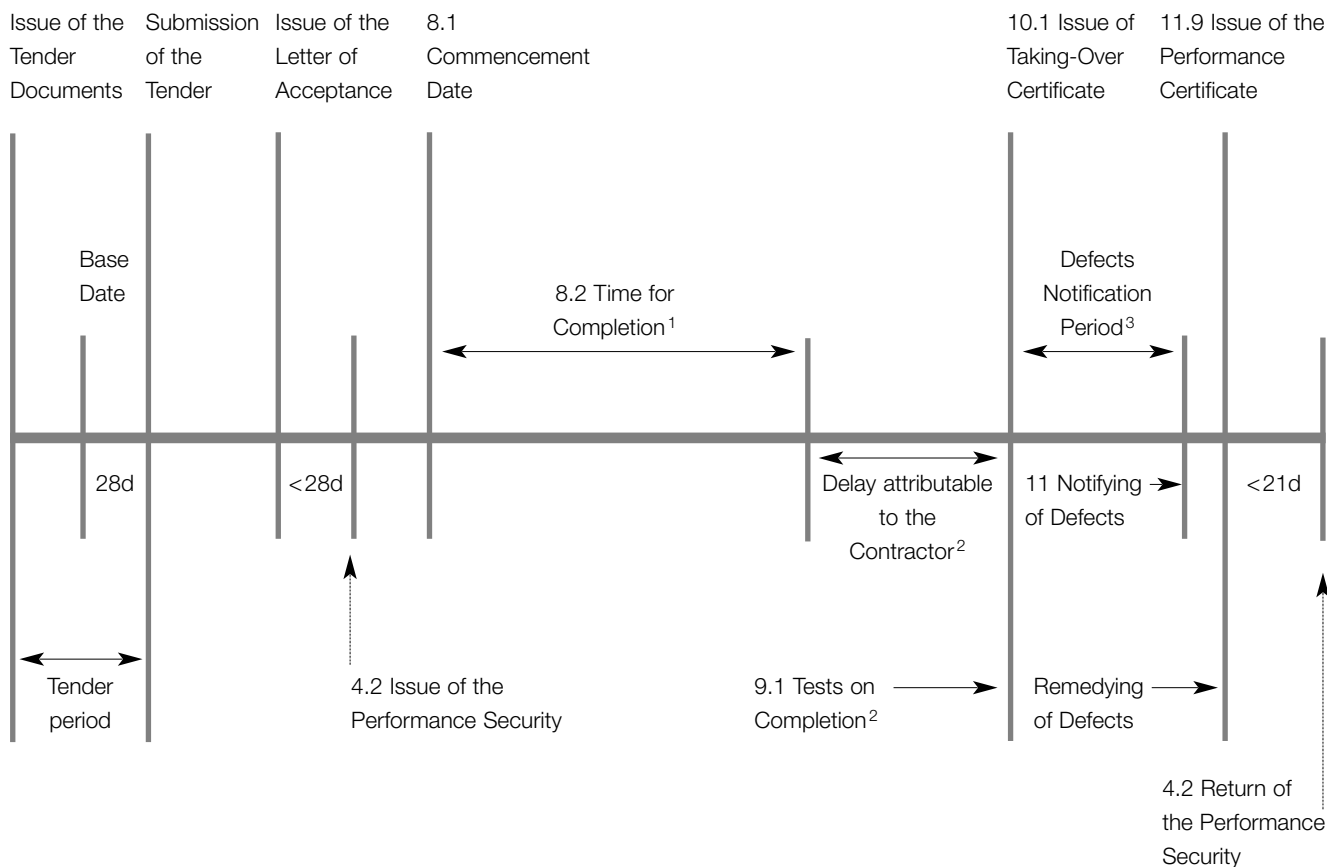 Issue of the
Tender
Documents
Submission
of the
Tender
Issue of the
Letter of
Acceptance
8.1
Commencement
Date
10.1 Issue of
Taking-Over
Certificate
11.9 Issue of the
Performance
Certificate
Base
Date
8.2 Time for
Completion¹
Defects
Notification
Period³
28d
<28d
Delay attributable
to the
Contractor²
11 Notifying
of Defects
<21d
Tender
period
4.2 Issue of the
Performance Security
9.1 Tests on
Completion²
Remedying
of Defects
4.2 Return of
the Performance
Security